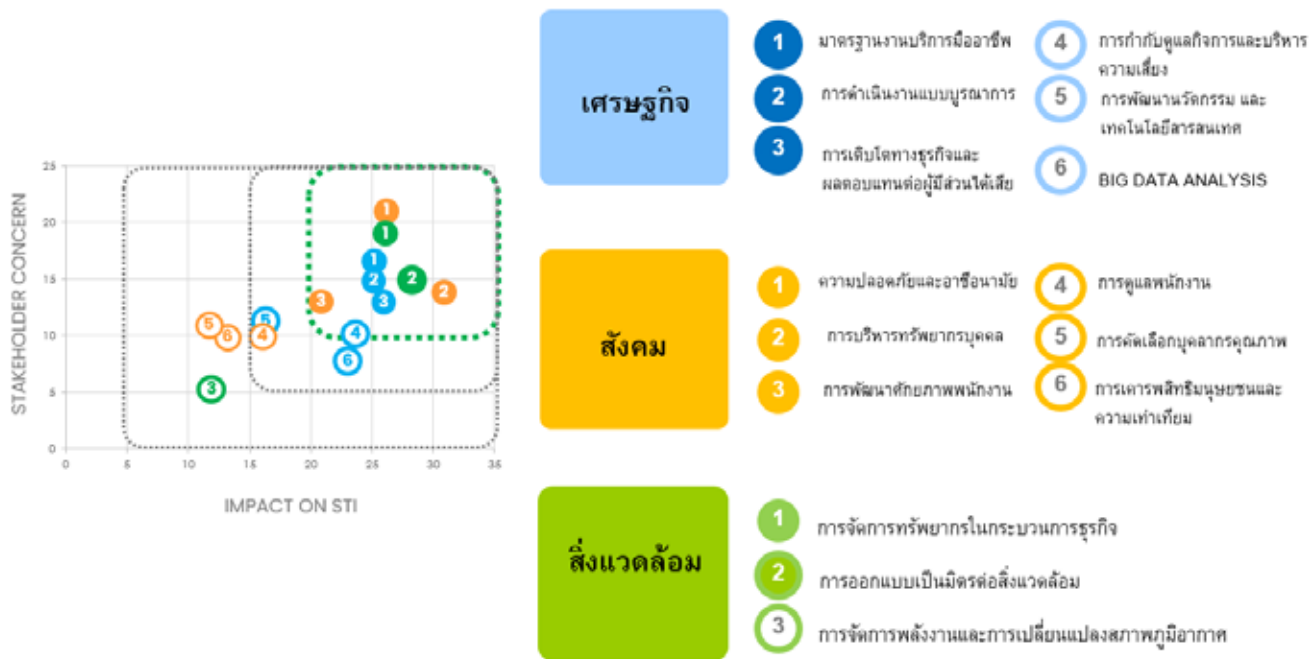 STAKEHOLDER CONCERN
25
20
15
10
5
0
0
5
10
15
20
25
30
35
IMPACT ON STI
1
1
1
2
3
2
2
3
5
4
4
6
5
6
3
เศรษฐกิจ
1 มาตรฐานงานบริการมืออาชีพ
2 การดำเนินงานแบบบูรณาการ
3 การเติบโตทางธุรกิจและ
ผลตอบแทนต่อผู้มีส่วนได้เสีย
4 การกำกับดูแลกิจการและบริหาร
ความเสี่ยง
5 การพัฒนานวัตกรรม และ
เทคโนโลยีสารสนเทศ
6 BIG DATA ANALYSIS
สังคม
1 ความปลอดภัยและอาชีอนามัย
2 การบริหารทรัพยากรบุคคล
3 การพัฒนาศักยภาพพนักงาน
4 การดูแลพนักงาน
5 การคัดเลือกบุคลากรคุณภาพ
6 การเคารพสิทธิมนุษยชนและ
ความเท่าเทียม
สิ่งแวดล้อม
1 การจัดการทรัพยากรในกระบวนการธุรกิจ
2 การออกแบบเป็นมิตรต่อสิ่งแวดล้อม
3 การจัดการพลังงานและการเปลี่ยนแปลงสภาพภูมิอากาศ